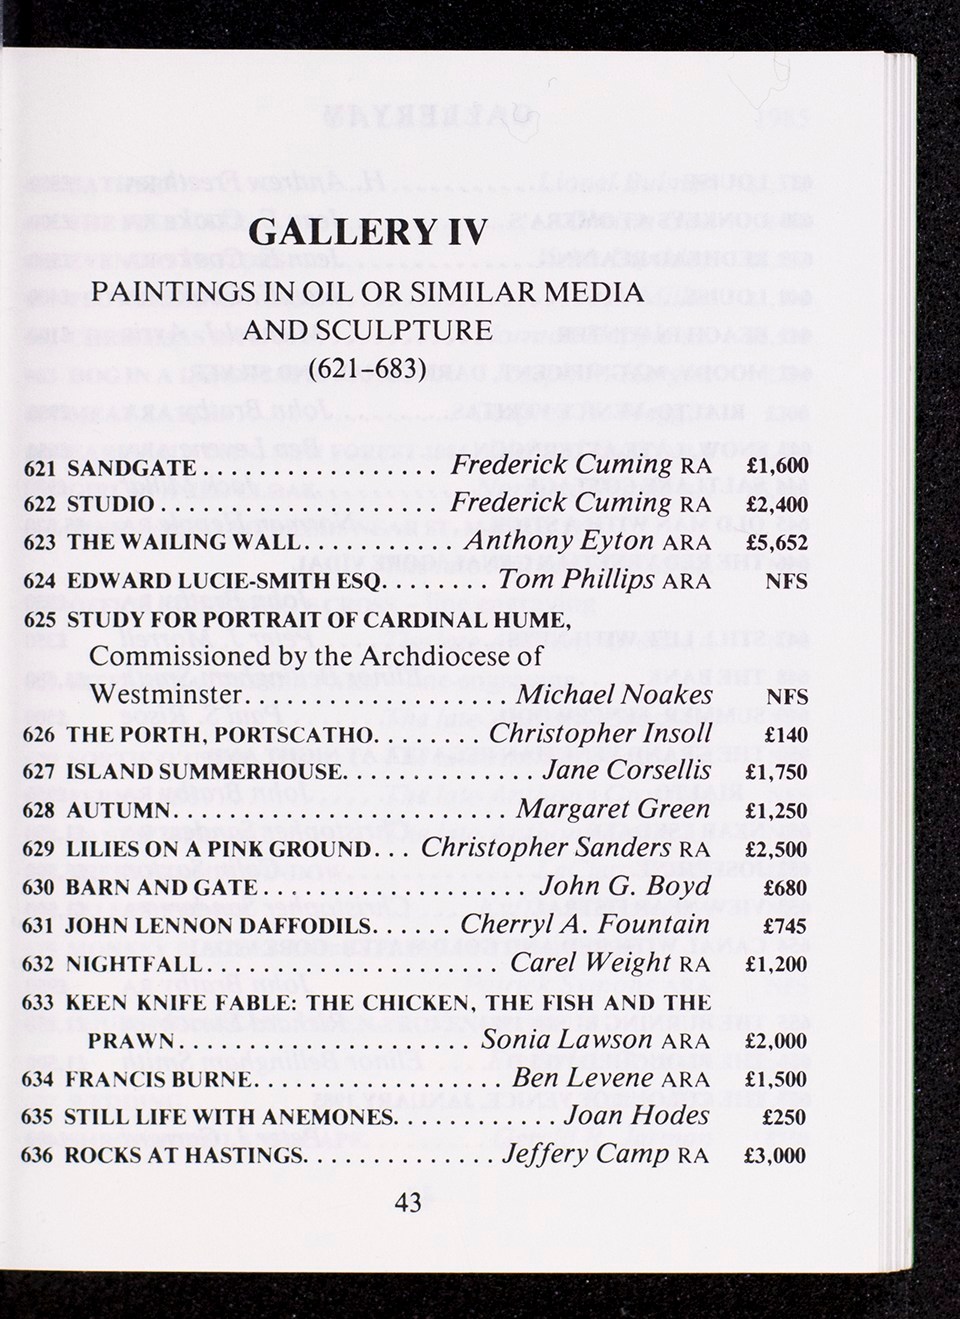 GALLERY IV
PAINTINGS IN OIL OR SIMILAR MEDIA
AND SCULPTURE
(621–683)
621 SANDGATE . . . . . . . . . . . . . . . . . . . . Frederick Cuming RA £1,600
622 STUDIO . . . . . . . . . . . . . . . . . . . . . . . . Frederick Cuming RA £2,400
623 THE WAILING WALL . . . . . . . . . . . . . . Anthony Eyton ARA £5,652
624 EDWARD LUCIE-SMITH ESQ. . . . . . . . . Tom Phillips ARA NFS
625 STUDY FOR PORTRAIT OF CARDINAL HUME,
Commissioned by the Archdiocese of
Westminster . . . . . . . . . . . . . . . . . . . . . . . Michael Noakes NFS
626 THE PORTH, PORTSCATHO. . . . . . . . . . Christopher Insoll £140
627 ISLAND SUMMERHOUSE. . . . . . . . . . . . . . . Jane Corsellis £1,750
628 AUTUMN. . . . . . . . . . . . . . . . . . . . . . . . . . Margaret Green £1,250
629 LILIES ON A PINK GROUND . . . Christopher Sanders RA £2,500
630 BARN AND GATE . . . . . . . . . . . . . . . . . . . . . . John G. Boyd £680
631 JOHN LENNON DAFFODILS. . . . . . . Cherryl A. Fountain £745
632 NIGHTFALL . . . . . . . . . . . . . . . . . . . . . . . . . Carel Weight RA £1,200
633 KEEN KNIFE FABLE: THE CHICKEN, THE FISH AND THE
PRAWN . . . . . . . . . . . . . . . . . . . . . . . . . Sonia Lawson ARA £2,000
634 FRANCIS BURNE. . . . . . . . . . . . . . . . . . . . . Ben Levene ARA £1,500
635 STILL LIFE WITH ANEMONES. . . . . . . . . . . . . . Joan Hodes £250
636 ROCKS AT HASTINGS. . . . . . . . . . . . . . . . Jeffery Camp RA £3,000
43